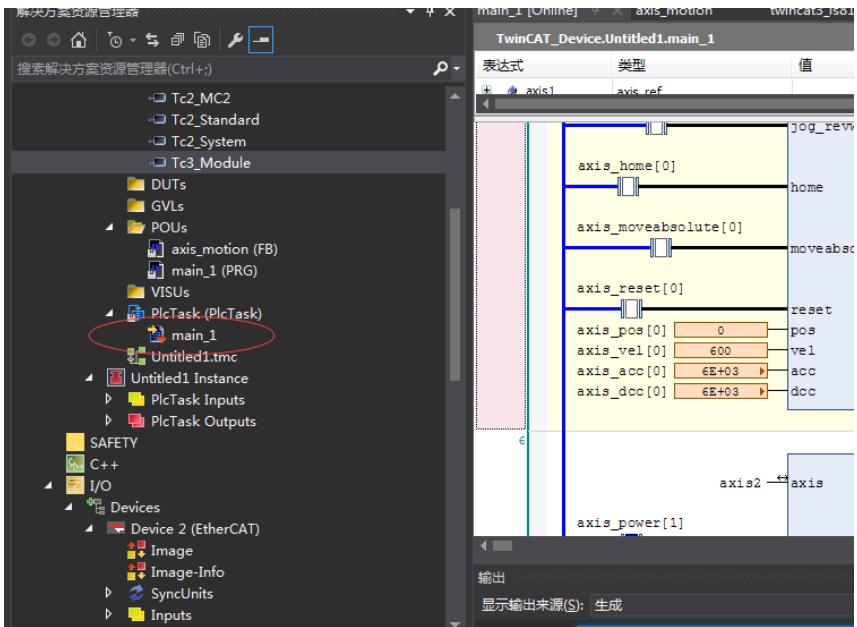 解决方案资源管理器
搜索解决方案资源管理器(Ctrl+;)
Tc2_MC2
Tc2_Standard
Tc2_System
Tc3_Module
DUTs
GVLs
POUs
axis_motion (FB)
main_1 (PRG)
VISUs
PlcTask (PlcTask)
main_1
Untitled1.tmc
Untitled1 Instance
PlcTask Inputs
PlcTask Outputs
SAFETY
C++
I/O
Devices
Device 2 (EtherCAT)
Image
Image-Info
SyncUnits
Inputs
main_1 [Online] axis_motion
TwinCAT_Device.Untitled1.main_1
表达式 类型 值
axis1 axis_ref
axis_home[0]
home
axis_moveabsolute[0]
axis_reset[0]
reset
axis_pos[0] 0 pos
axis_vel[0] 600 vel
axis_acc[0] 6E+03 acc
axis_dcc[0] 6E+03 dcc
6
axis2 axis
axis_power[1]
输出
显示输出来源(S): 生成